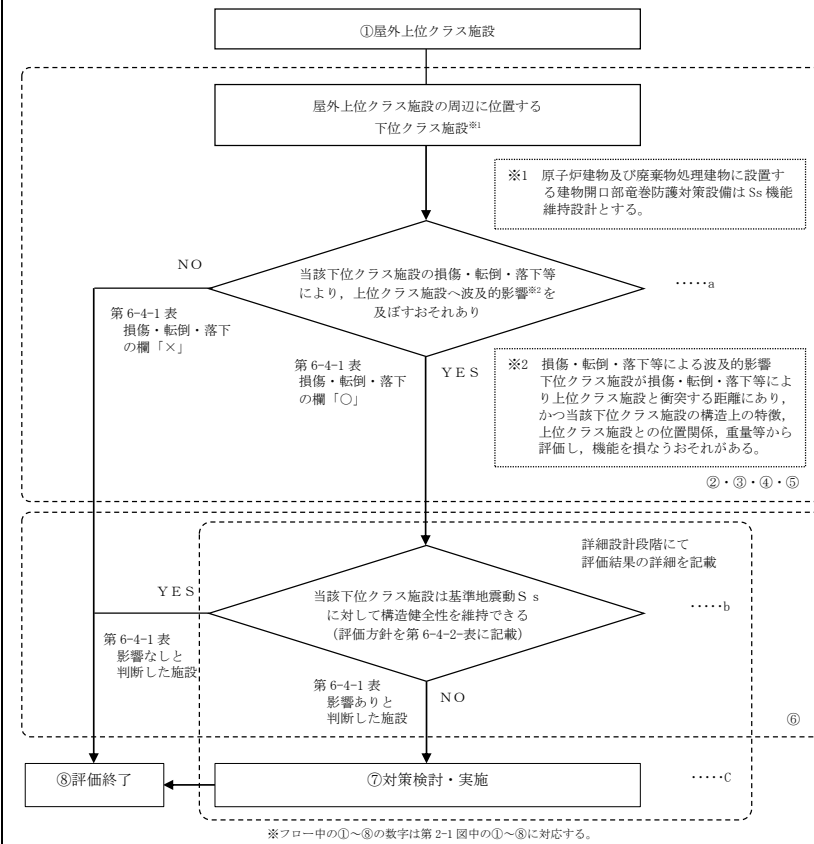 ①屋外上位クラス施設
屋外上位クラス施設の周辺に位置する
下位クラス施設※1
※1 原子炉建物及び廃棄物処理建物に設置す
る建物開口部竜巻防護対策設備は Ss 機能
維持設計とする。
NO
当該下位クラス施設の損傷・転倒・落下等
により，上位クラス施設へ波及的影響※2を
及ぼすおそれあり
‥‥‥a
第 6-4-1 表
損傷・転倒・落下
の欄「×」
第 6-4-1 表
損傷・転倒・落下
の欄「○」
YES
※2 損傷・転倒・落下等による波及的影響
下位クラス施設が損傷・転倒・落下等によ
り上位クラス施設と衝突する距離にあり，
かつ当該下位クラス施設の構造上の特徴，
上位クラス施設との位置関係，重量等から
評価し，機能を損なうおそれがある。
②・③・④・⑤
詳細設計段階にて
評価結果の詳細を記載
YES
当該下位クラス施設は基準地震動Ｓｓ
に対して構造健全性を維持できる
（評価方針を第 6-4-2-表に記載）
‥‥‥b
第 6-4-1 表
影響なしと
判断した施設
第 6-4-1 表
影響ありと
判断した施設
NO
⑥
⑧評価終了
⑦対策検討・実施
‥‥‥C
※フロー中の①～⑧の数字は第 2-1 図中の①～⑧に対応する。